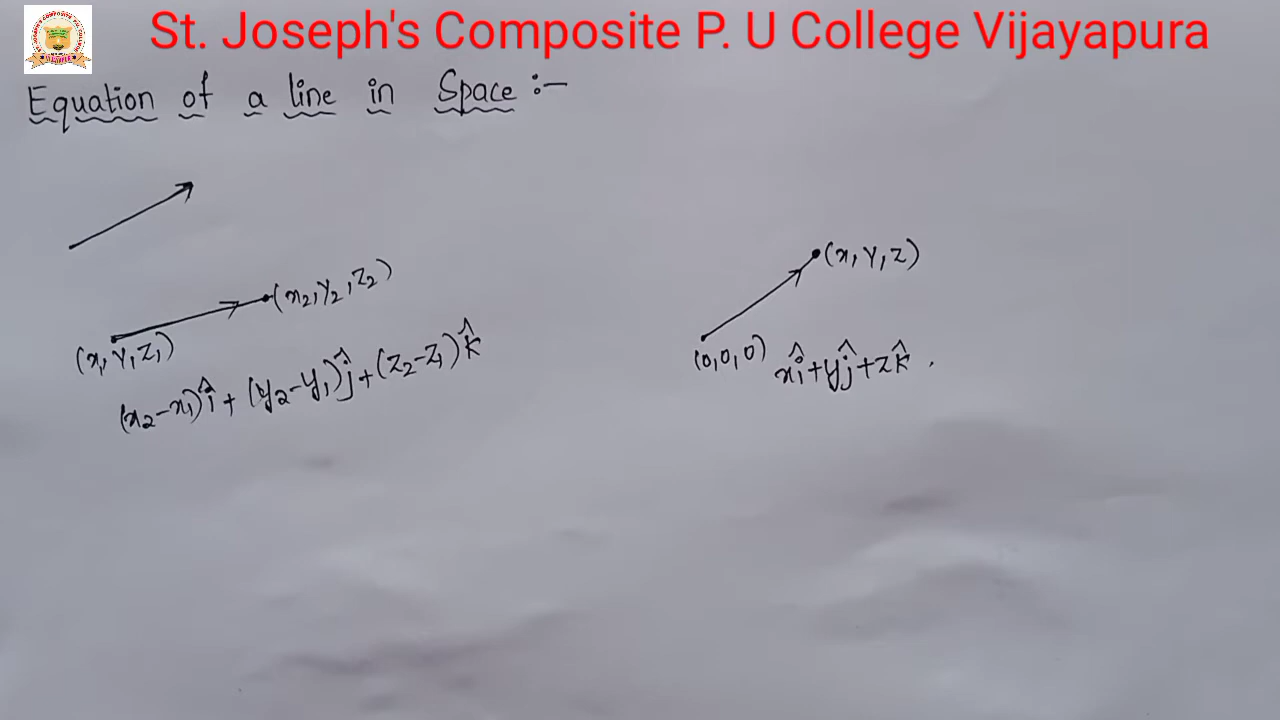 St. Joseph's Composite P. U College Vijayapura
Equation of a line in Space :-
(x₂, y₂, z₂)
(x, y, z)
(x₁ y₁ z₁)
(x₂-x₁)î + (y₂-y₁)ĵ + (z₂-z₁)k̂
(0,0,0)
xî+yĵ+zk̂.